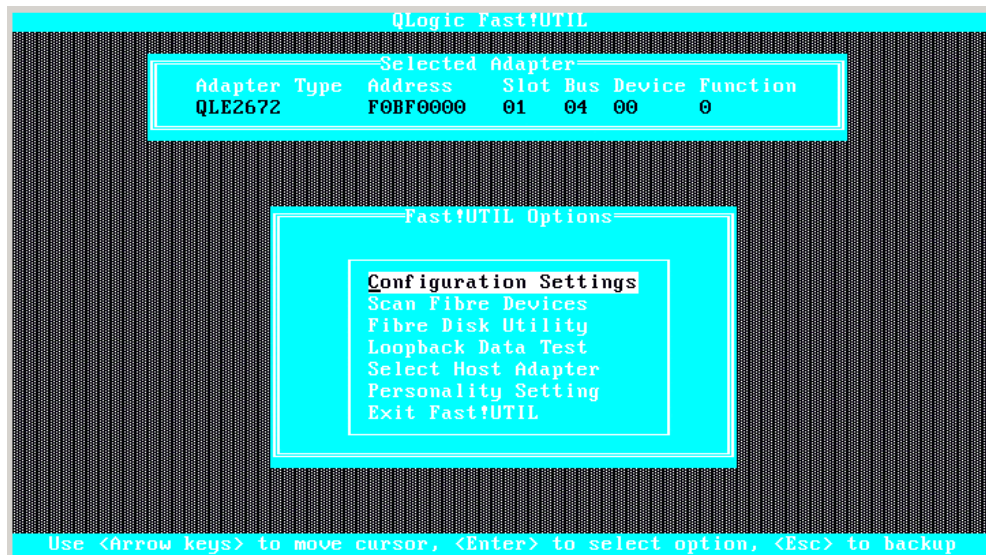 QLogic Fast!UTIL
Selected Adapter
Adapter Type Address Slot Bus Device Function
QLE2672 F0BF0000 01 04 00 0
Fast!UTIL Options
Configuration Settings
Scan Fibre Devices
Fibre Disk Utility
Loopback Data Test
Select Host Adapter
Personality Setting
Exit Fast!UTIL
Use <Arrow keys> to move cursor, <Enter> to select option, <Esc> to backup